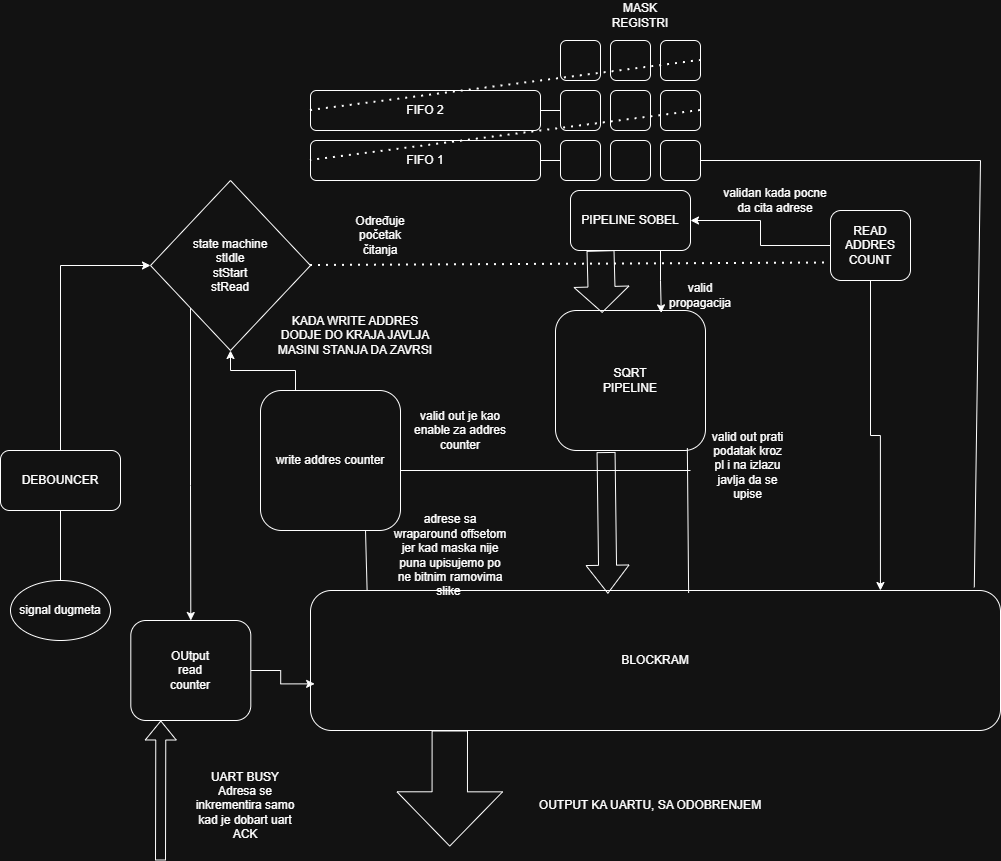 MASK
REGISTRI
FIFO 2
FIFO 1
PIPELINE SOBEL
validan kada pocne
da cita adrese
READ
ADDRES
COUNT
state machine
stIdle
stStart
stRead
Određuje
početak
čitanja
valid
propagacija
KADA WRITE ADDRES
DODJE DO KRAJA JAVLJA
MASINI STANJA DA ZAVRSI
SQRT
PIPELINE
write addres counter
valid out je kao
enable za addres
counter
valid out prati
podatak kroz
pl i na izlazu
javlja da se
upise
DEBOUNCER
adrese sa
wraparound offsetom
jer kad maska nije
puna upisujemo po
ne bitnim ramovima
slike
signal dugmeta
OUtput
read
counter
BLOCKRAM
UART BUSY
Adresa se
inkrementira samo
kad je dobart uart
ACK
OUTPUT KA UARTU, SA ODOBRENJEM